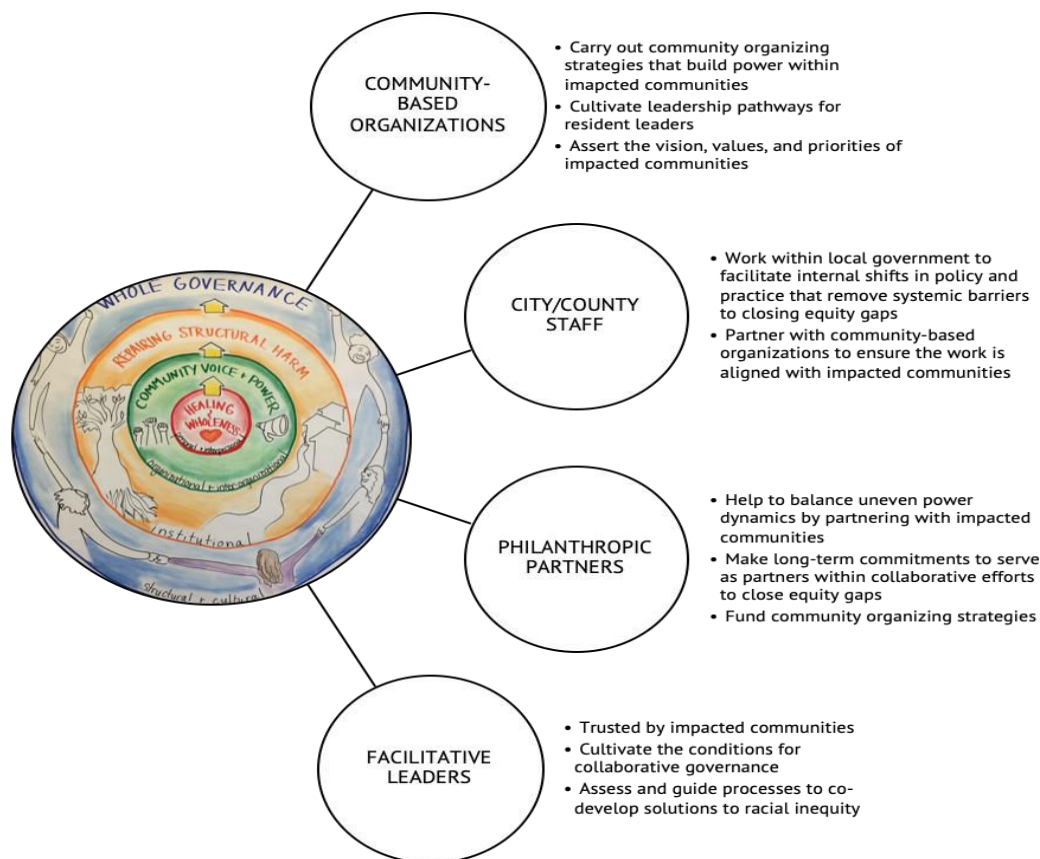 COMMUNITY-
BASED
ORGANIZATIONS
• Carry out community organizing
strategies that build power within
imapcted communities
• Cultivate leadership pathways for
resident leaders
• Assert the vision, values, and priorities of
impacted communities
WHOLE GOVERNANCE
REPAIRING STRUCTURAL HARM
COMMUNITY VOICE + POWER
HEALING
+
WHOLENESS
personal + interpersonal
organizational + inter-organizational
institutional
structural + cultural
CITY/COUNTY
STAFF
• Work within local government to
facilitate internal shifts in policy and
practice that remove systemic barriers
to closing equity gaps
• Partner with community-based
organizations to ensure the work is
aligned with impacted communities
PHILANTHROPIC
PARTNERS
• Help to balance uneven power
dynamics by partnering with impacted
communities
• Make long-term commitments to serve
as partners within collaborative efforts
to close equity gaps
• Fund community organizing strategies
FACILITATIVE
LEADERS
• Trusted by impacted communities
• Cultivate the conditions for
collaborative governance
• Assess and guide processes to co-
develop solutions to racial inequity